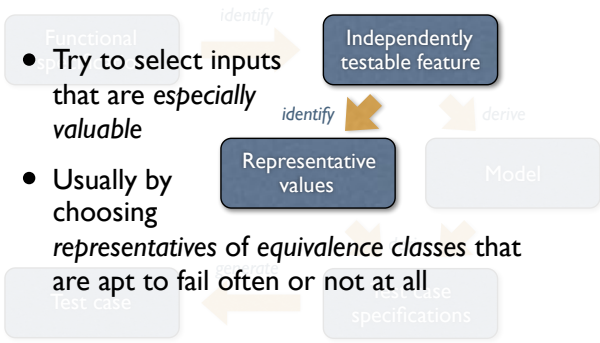 identify
Functional
Independently
testable feature
• Try to select inputs
that are especially
valuable
identify
derive
Representative
values
Model
• Usually by
choosing
representatives of equivalence classes that
are apt to fail often or not at all
generate
Test case
Test case
specifications